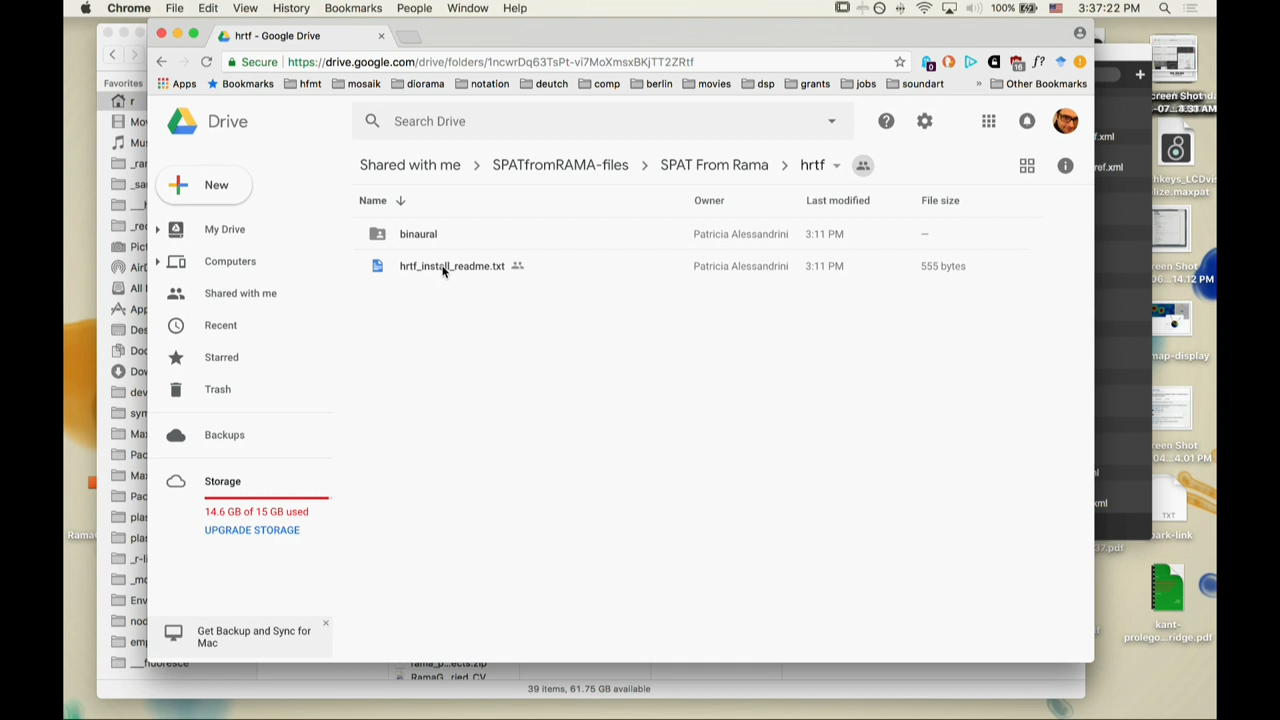 Chrome File Edit View History Bookmarks People Window Help 100% 3:37:22 PM
hrtf - Google Drive
Secure https://drive.google.com/drive/folders/1ncwrDq63TsPt-vi7MoXmsxBKjTT2ZRtf
Apps Bookmarks hfmt mosaik diorama notation deutch comp berlin movies dsp grants jobs soundart » Other Bookmarks
Drive
Search Drive
Shared with me > SPATfromRAMA-files > SPAT From Rama > hrtf
New
Name Owner Last modified File size
binaural Patricia Alessandrini 3:11 PM –
hrtf_install_readme.txt Patricia Alessandrini 3:11 PM 555 bytes
My Drive
Computers
Shared with me
Recent
Starred
Trash
Backups
Storage
14.6 GB of 15 GB used
UPGRADE STORAGE
Get Backup and Sync for
Mac
Favorites
r
39 items, 61.75 GB available
map-display
TXT
kant-
prolego...ridge.pdf